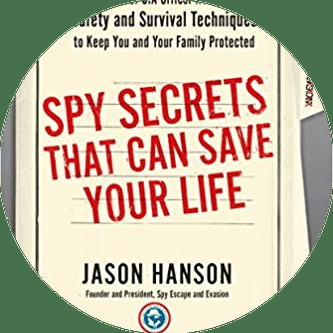 Safety and Survival Techniques
to Keep You and Your Family Protected
SPY SECRETS
THAT CAN SAVE
YOUR LIFE
JASON HANSON
Founder and President, Spy Escape and Evasion